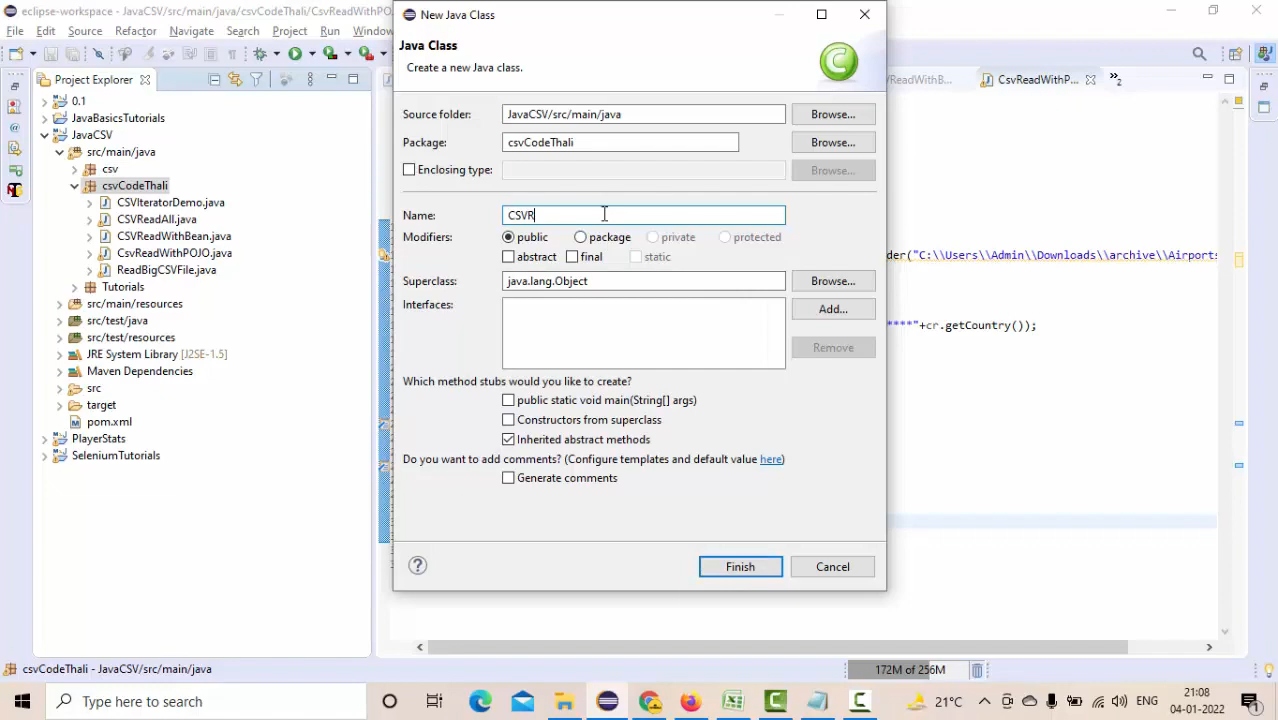 eclipse-workspace - JavaCSV/src/main/java/csvCodeThali/CsvReadWithPO
File Edit Source Refactor Navigate Search Project Run Window
Project Explorer
0.1
JavaBasicsTutorials
JavaCSV
src/main/java
csv
csvCodeThali
CSVIteratorDemo.java
CSVReadAll.java
CSVReadWithBean.java
CsvReadWithPOJO.java
ReadBigCSVFile.java
Tutorials
src/main/resources
src/test/java
src/test/resources
JRE System Library [J2SE-1.5]
Maven Dependencies
src
target
pom.xml
PlayerStats
SeleniumTutorials
New Java Class
Java Class
Create a new Java class.
Source folder: JavaCSV/src/main/java Browse...
Package: csvCodeThali Browse...
Enclosing type: Browse...
Name: CSVR
Modifiers: public package private protected
abstract final static
Superclass: java.lang.Object Browse...
Interfaces: Add...
Remove
Which method stubs would you like to create?
public static void main(String[] args)
Constructors from superclass
Inherited abstract methods
Do you want to add comments? (Configure templates and default value here)
Generate comments
Finish Cancel
ReadWithB... CsvReadWithP... »2
der("C:\\Users\\Admin\\Downloads\\archive\\Airports
****"+cr.getCountry());
csvCodeThali - JavaCSV/src/main/java
172M of 256M
Type here to search
21°C
ENG
21:08
04-01-2022
1